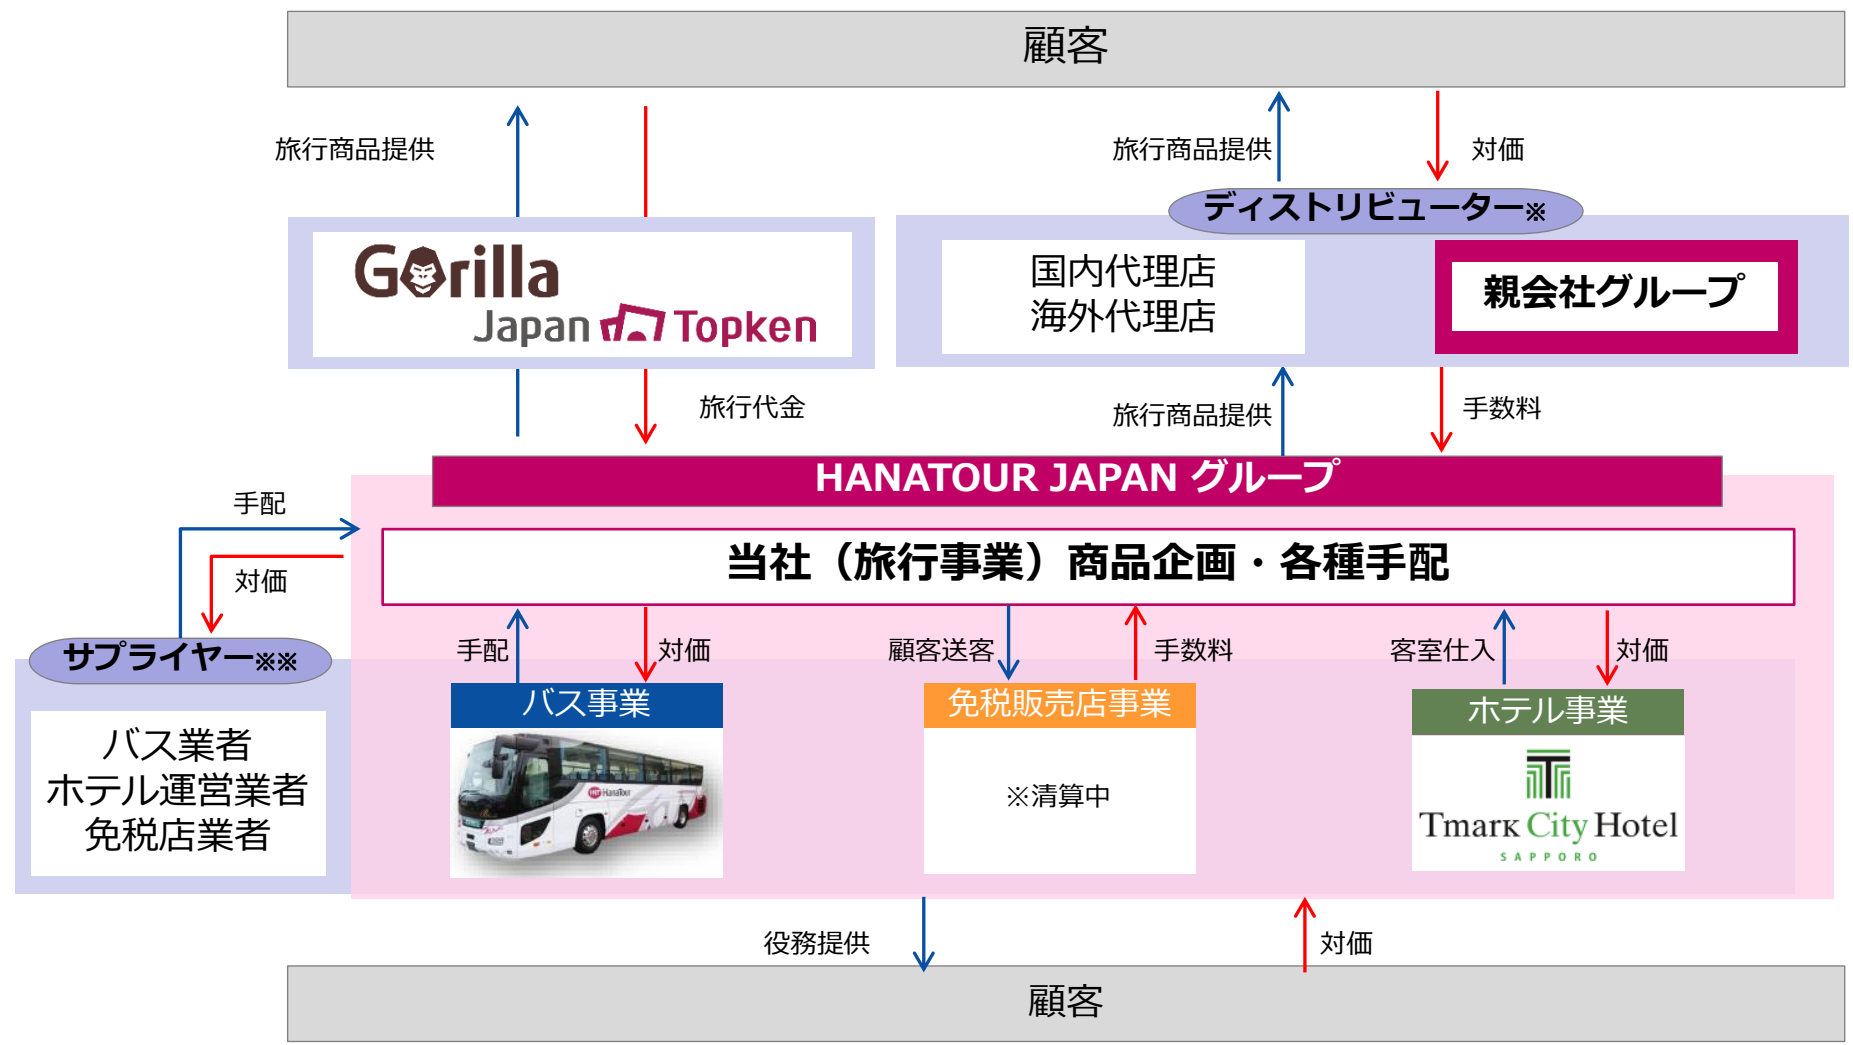 顧客
旅行商品提供
旅行商品提供
対価
ディストリビューター※
Gorilla
Japan
Topken
国内代理店
海外代理店
親会社グループ
旅行代金
旅行商品提供
手数料
HANATOUR JAPAN グループ
手配
当社（旅行事業）商品企画・各種手配
対価
サプライヤー※※
手配
対価
顧客送客
手数料
客室仕入
対価
バス業者
ホテル運営業者
免税店業者
バス事業
HanaTour
免税販売店事業
※清算中
ホテル事業
Tmark City Hotel
SAPPORO
役務提供
対価
顧客